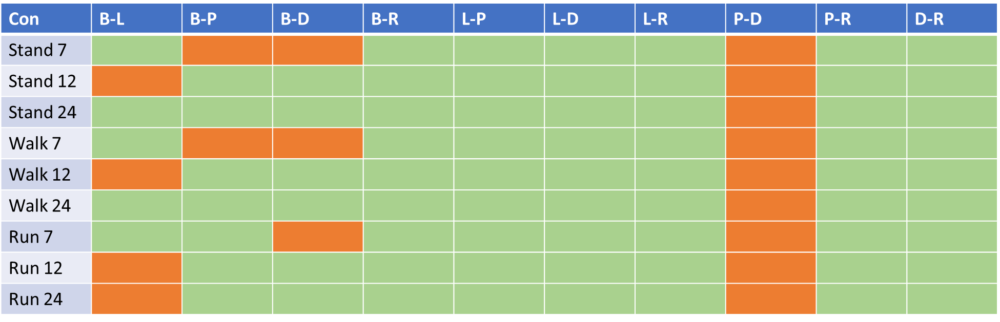 Con B-L B-P B-D B-R L-P L-D L-R P-D P-R D-R
Stand 7
Stand 12
Stand 24
Walk 7
Walk 12
Walk 24
Run 7
Run 12
Run 24